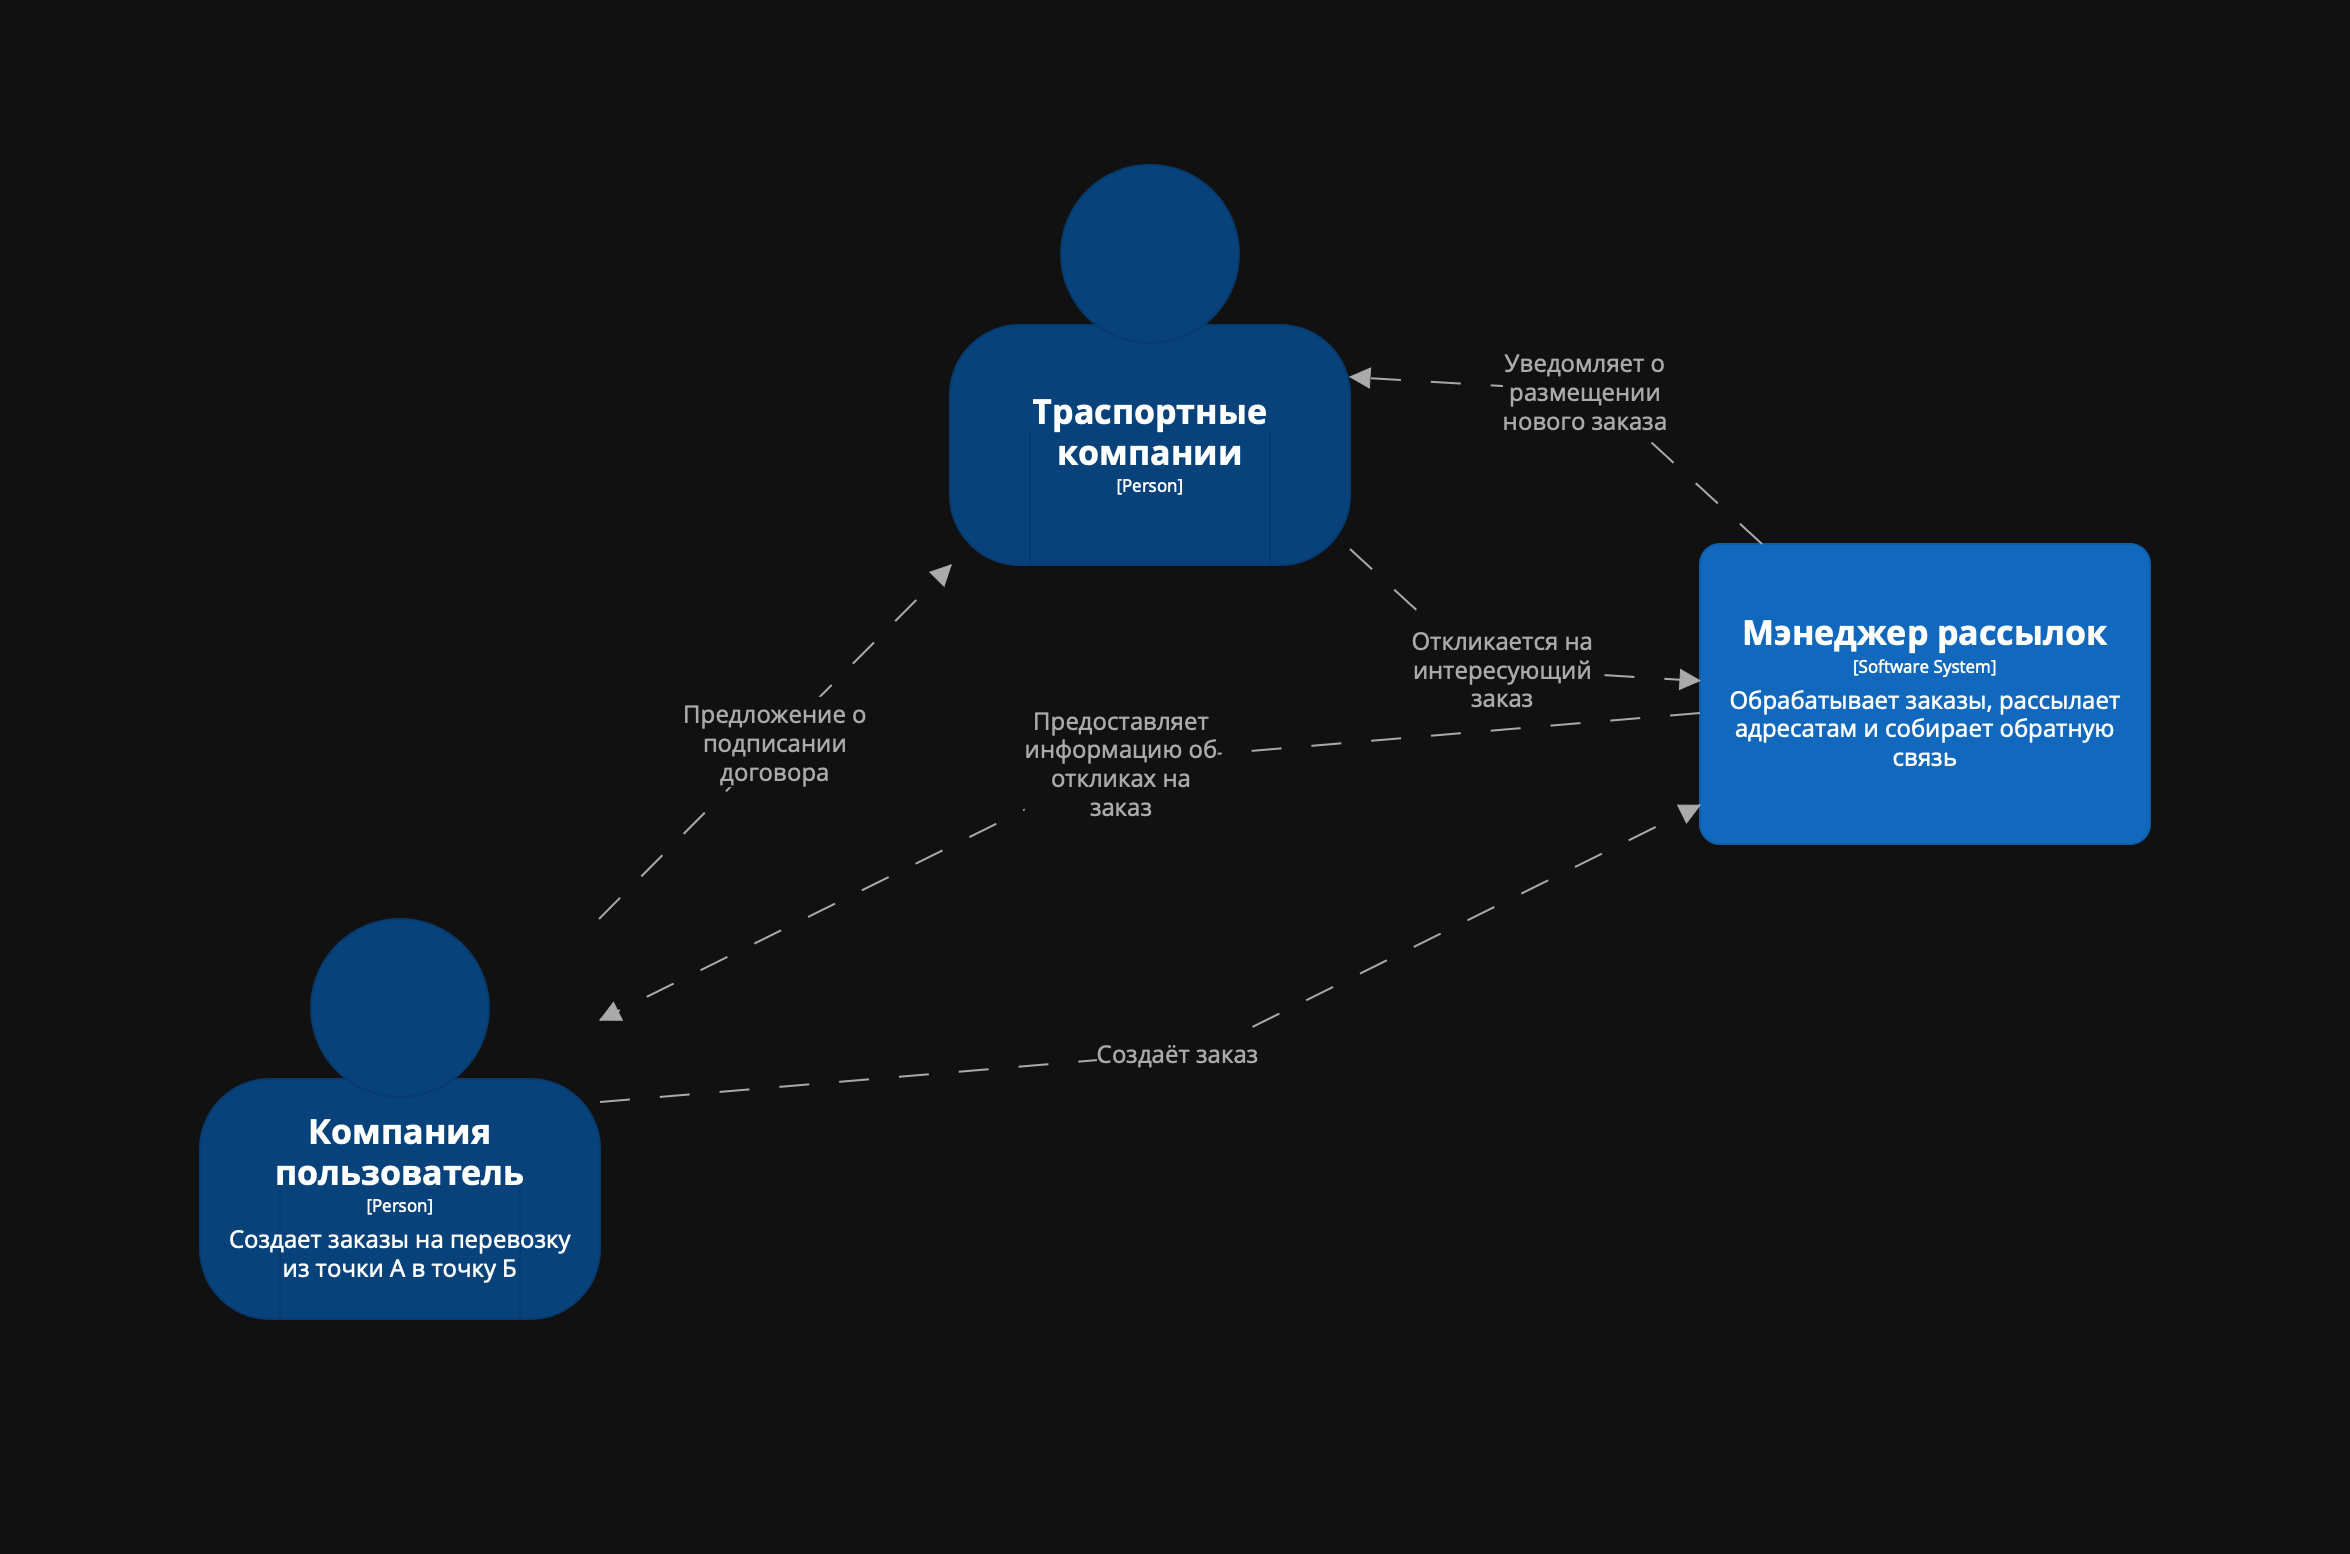 Траспортные
компании
[Person]
Уведомляет о
размещении
нового заказа
Откликается на
интересующий
заказ
Мэнеджер рассылок
[Software System]
Обрабатывает заказы, рассылает
адресатам и собирает обратную
связь
Предложение о
подписании
договора
Предоставляет
информацию об
откликах на
заказ
Создаёт заказ
Компания
пользователь
[Person]
Создает заказы на перевозку
из точки А в точку Б